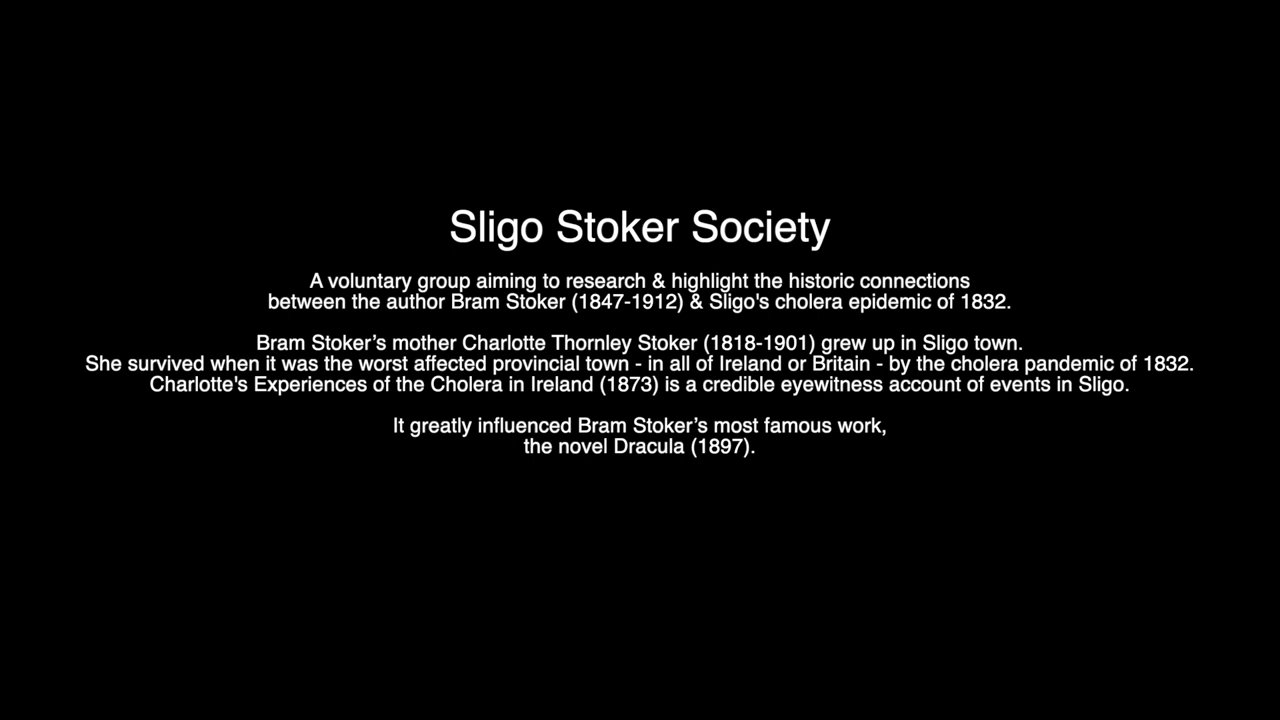 Sligo Stoker Society
A voluntary group aiming to research & highlight the historic connections
between the author Bram Stoker (1847-1912) & Sligo's cholera epidemic of 1832.
Bram Stoker’s mother Charlotte Thornley Stoker (1818-1901) grew up in Sligo town.
She survived when it was the worst affected provincial town - in all of Ireland or Britain - by the cholera pandemic of 1832.
Charlotte's Experiences of the Cholera in Ireland (1873) is a credible eyewitness account of events in Sligo.
It greatly influenced Bram Stoker’s most famous work,
the novel Dracula (1897).